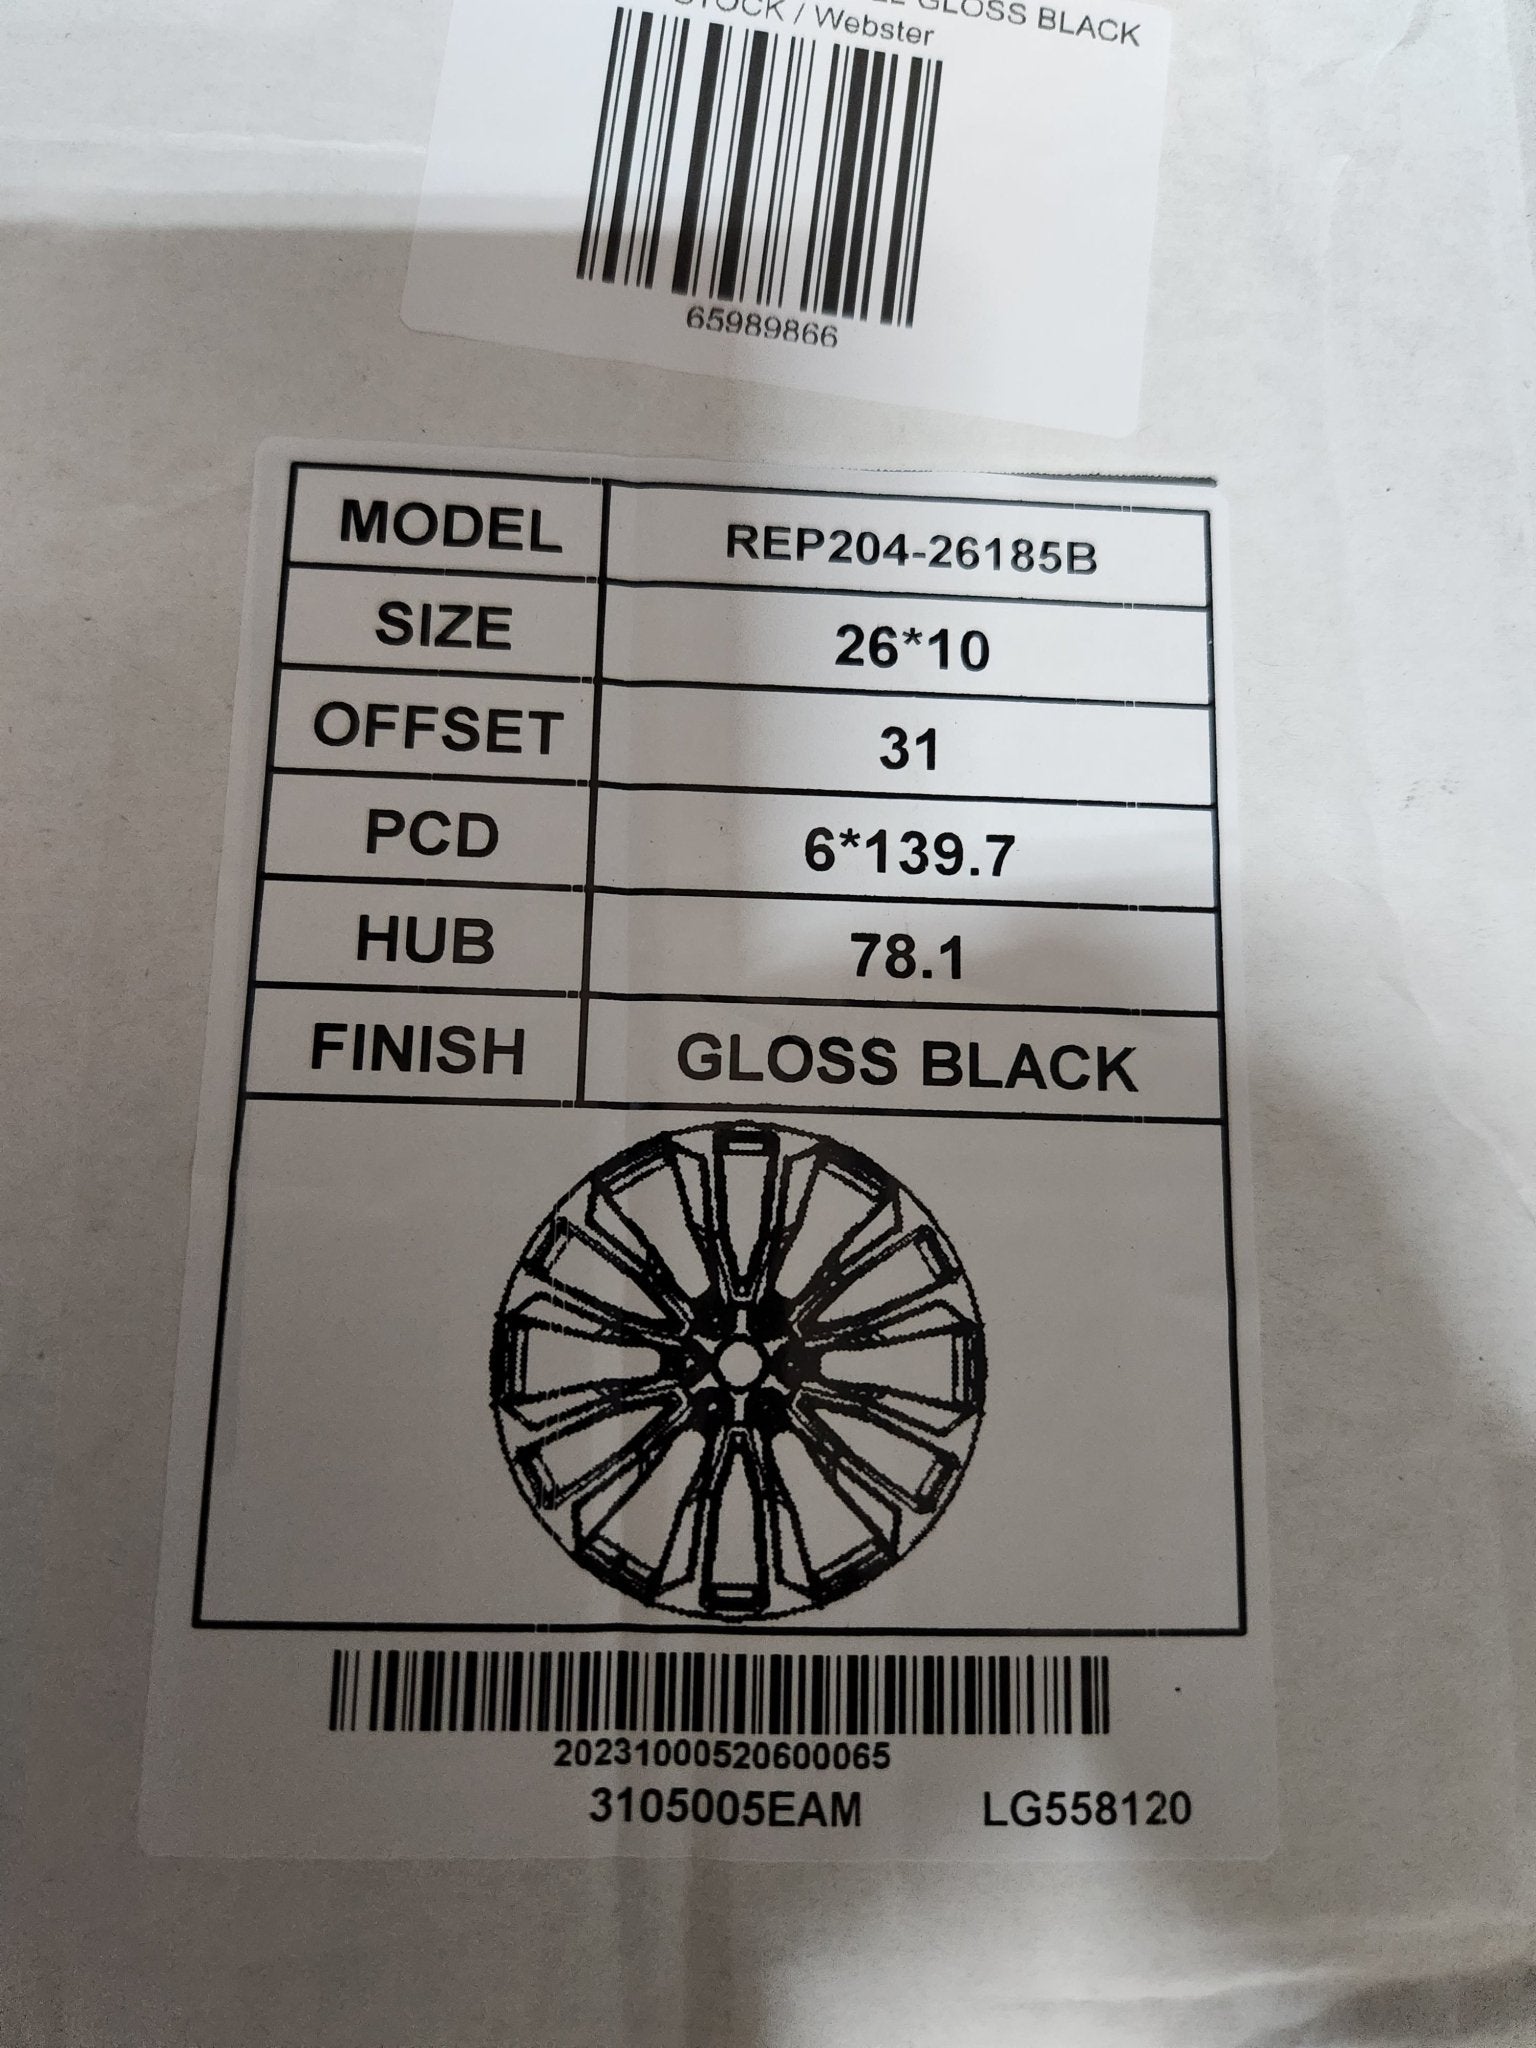 GLOSS BLACK
STOCK / Webster
65989866
MODEL REP204-26185B
SIZE 26*10
OFFSET 31
PCD 6*139.7
HUB 78.1
FINISH GLOSS BLACK
20231000520600065
3105005EAM LG558120